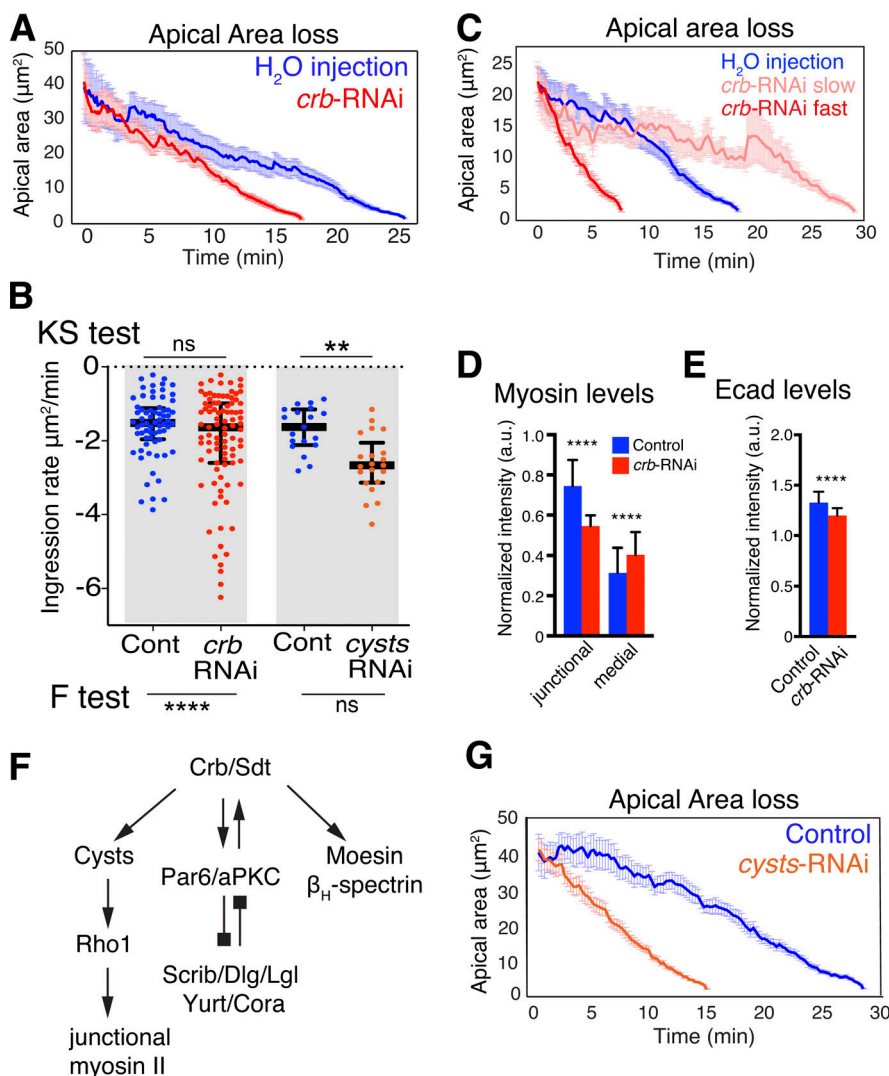 A
Apical Area loss
H₂O injection
crb-RNAi
Apical area (µm²)
50
40
30
20
10
0
0 5 10 15 20 25
Time (min)
C
Apical area loss
H₂O injection
crb-RNAi slow
crb-RNAi fast
Apical area (µm²)
25
20
15
10
5
0
0 5 10 15 20 25 30
Time (min)
B
KS test
ns
**
Ingression rate µm²/min
0
-2
-4
-6
Cont
crb
RNAi
Cont
cysts
RNAi
F test
****
ns
D
Myosin levels
Normalized intensity (a.u.)
1.0
0.8
0.6
0.4
0.6
0
****
****
Control
crb-RNAi
junctional
medial
E
Ecad levels
Normalized intensity (a.u.)
2.0
1.5
1.0
0.5
0
****
Control
crb-RNAi
F
Crb/Sdt
Cysts
Par6/aPKC
Moesin
βH-spectrin
Rho1
Scrib/Dlg/Lgl
Yurt/Cora
junctional
myosin II
G
Apical Area loss
Control
cysts-RNAi
Apical area (µm²)
50
40
30
20
10
0
0 5 10 15 20 25 30
Time (min)